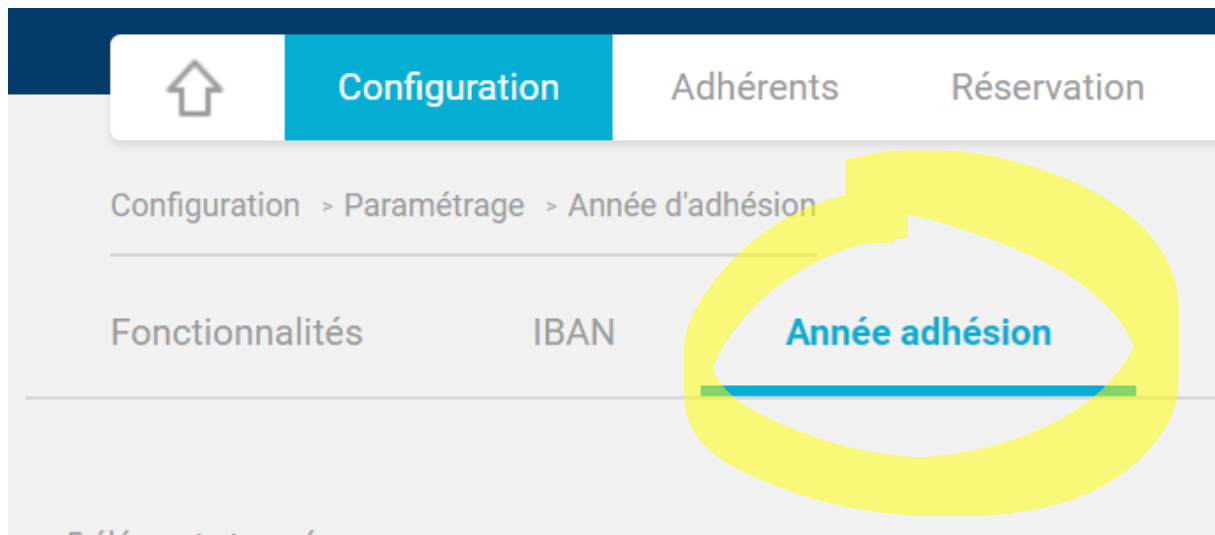 Configuration Adhérents Réservation
Configuration > Paramétrage > Année d'adhésion
Fonctionnalités IBAN Année adhésion